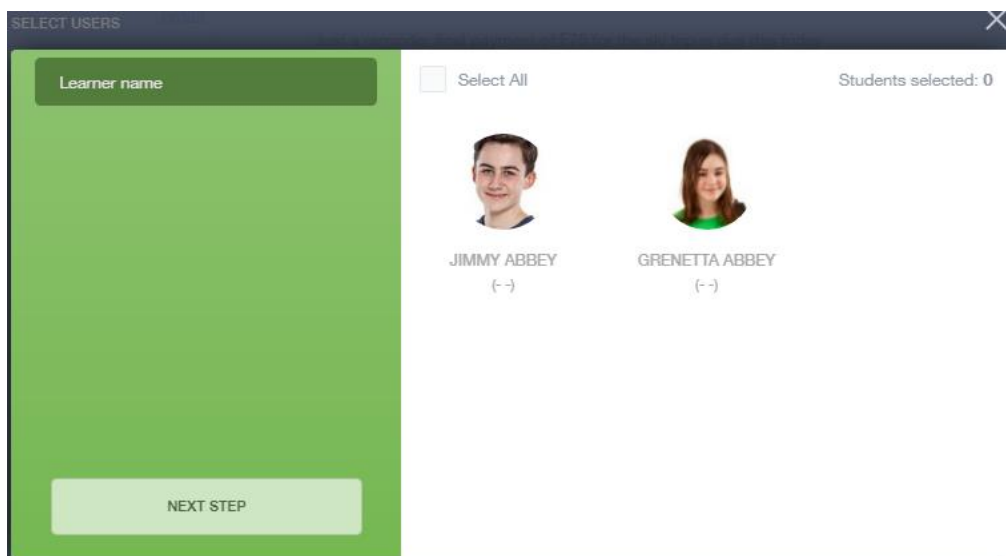 SELECT USERS
Learner name
Select All
Students selected: 0
JIMMY ABBEY
GRENETTA ABBEY
(- -)
(- -)
NEXT STEP